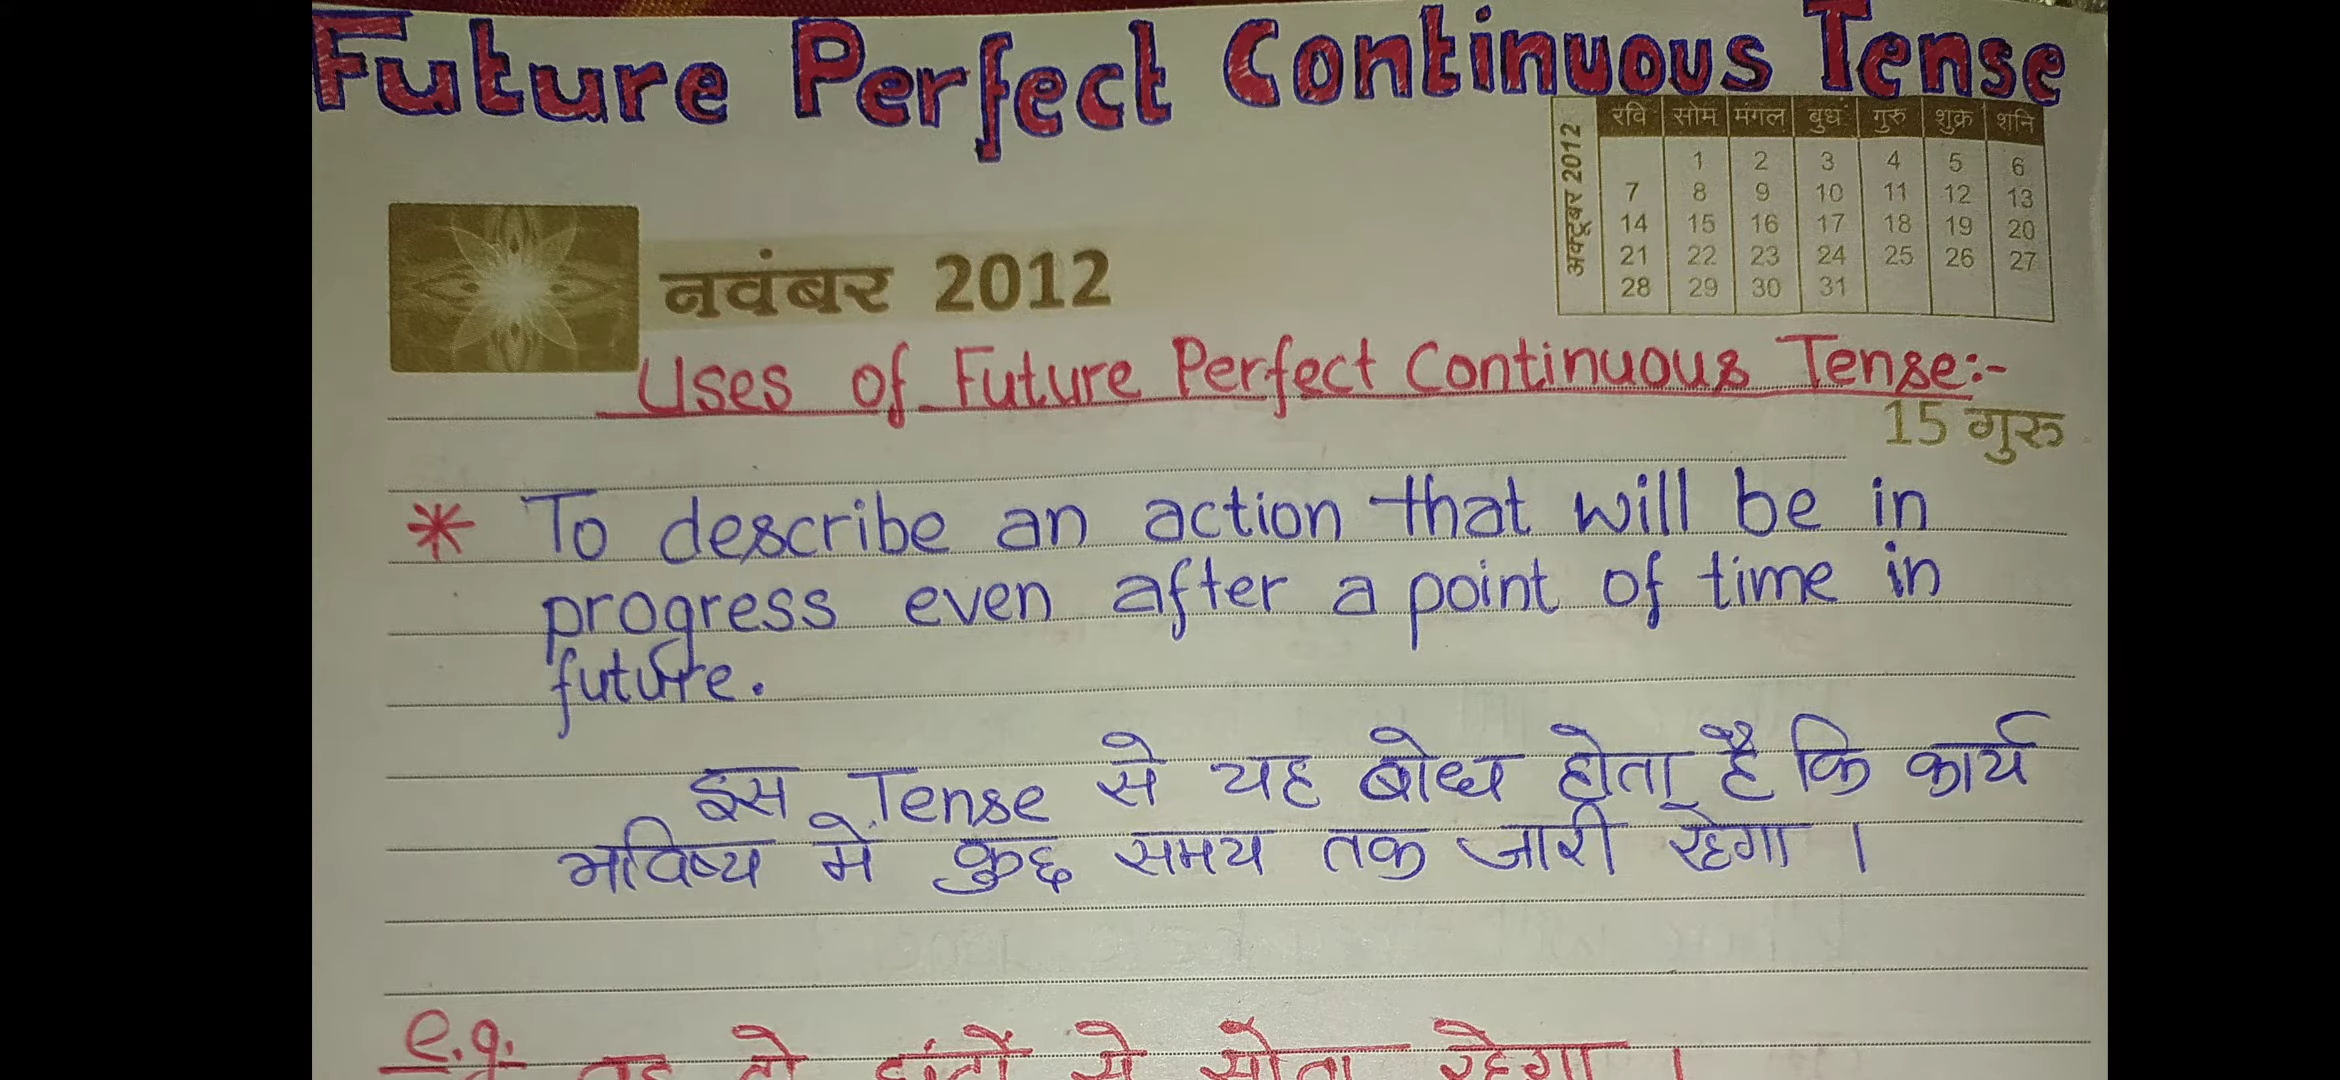 Future Perfect Continuous Tense
अक्टूबर 2012
रवि सोम मंगल बुध गुरु शुक्र शनि
1 2 3 4 5 6
7 8 9 10 11 12 13
14 15 16 17 18 19 20
21 22 23 24 25 26 27
28 29 30 31
नवंबर 2012
Uses of Future Perfect Continuous Tense:-
15 गुरु
* To describe an action that will be in
progress even after a point of time in
future.
इस Tense से यह बोध होता है कि कार्य
भविष्य में कुछ समय तक जारी रहेगा ।
e.g. वह दो घंटों से सोता रहेगा ।